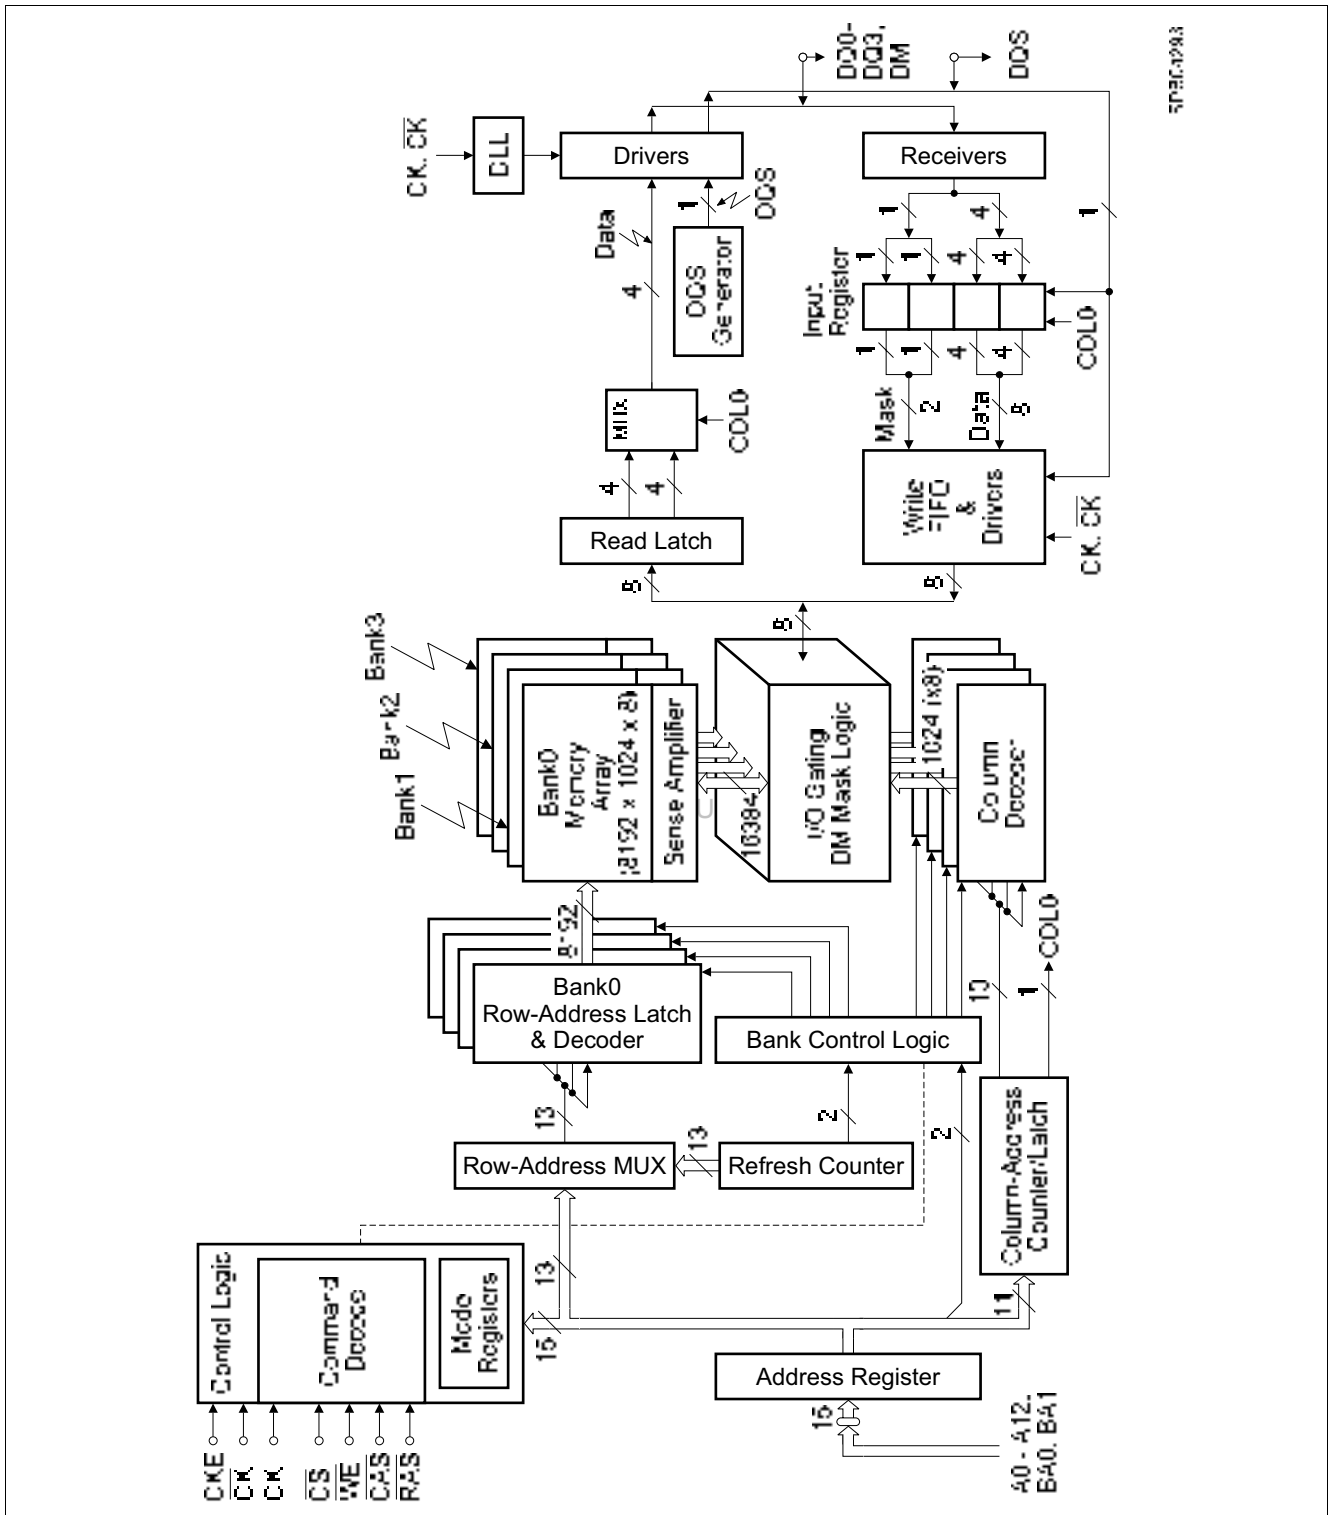 DQ0-
DQ3,
DM
DQS
CK, CK
DLL
Drivers
Receivers
Data
4
1
DQS
DQS
Generator
1
4
1
1
1
4
4
Input
Register
COL0
1
1
4
4
Mask
2
Data
8
MUX
COL0
4
4
Read Latch
Write
FIFO
&
Drivers
CK, CK
8
8
8
Bank3
Bank2
Bank1
Bank0
Memory
Array
(8192 x 1024 x 8)
Sense Amplifier
16384
I/O Gating
DM Mask Logic
1024 (x8)
Column
Decoder
8192
Bank0
Row-Address Latch
& Decoder
Bank Control Logic
10
1
COL0
13
2
2
Row-Address MUX
13
Refresh Counter
Column-Address
Counter/Latch
Control Logic
Command
Decode
Mode
Registers
13
15
11
Address Register
15
CKE
CK
CK
CS
WE
CAS
RAS
A0 - A12,
BA0, BA1